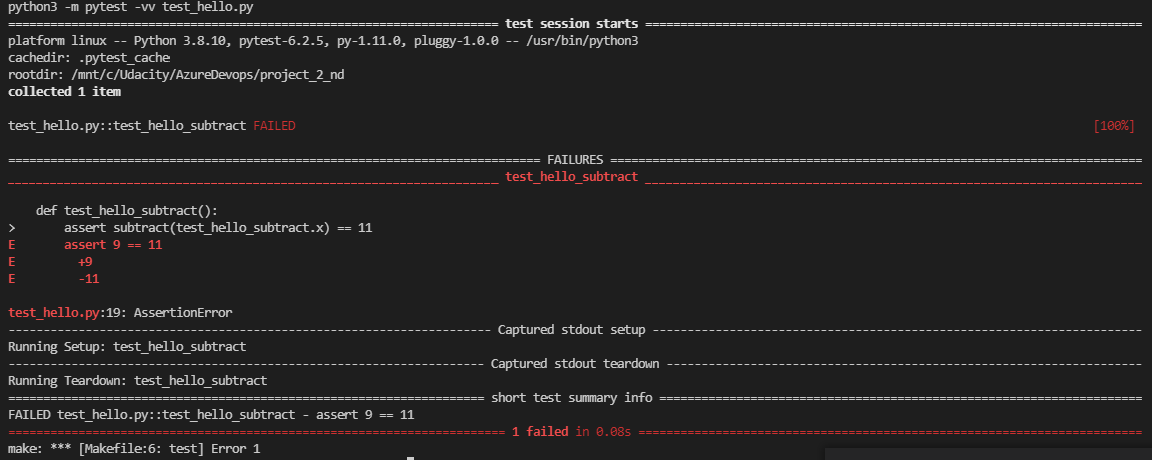 python3 -m pytest -vv test_hello.py
============================= test session starts =============================
platform linux -- Python 3.8.10, pytest-6.2.5, py-1.11.0, pluggy-1.0.0 -- /usr/bin/python3
cachedir: .pytest_cache
rootdir: /mnt/c/Udacity/AzureDevops/project_2_nd
collected 1 item
test_hello.py::test_hello_subtract FAILED [100%]
============================= FAILURES =============================
_____________________________ test_hello_subtract _____________________________
    def test_hello_subtract():
>       assert subtract(test_hello_subtract.x) == 11
E       assert 9 == 11
E         +9
E         -11
test_hello.py:19: AssertionError
----------------------------- Captured stdout setup -----------------------------
Running Setup: test_hello_subtract
----------------------------- Captured stdout teardown -----------------------------
Running Teardown: test_hello_subtract
============================= short test summary info =============================
FAILED test_hello.py::test_hello_subtract - assert 9 == 11
============================= 1 failed in 0.08s =============================
make: *** [Makefile:6: test] Error 1